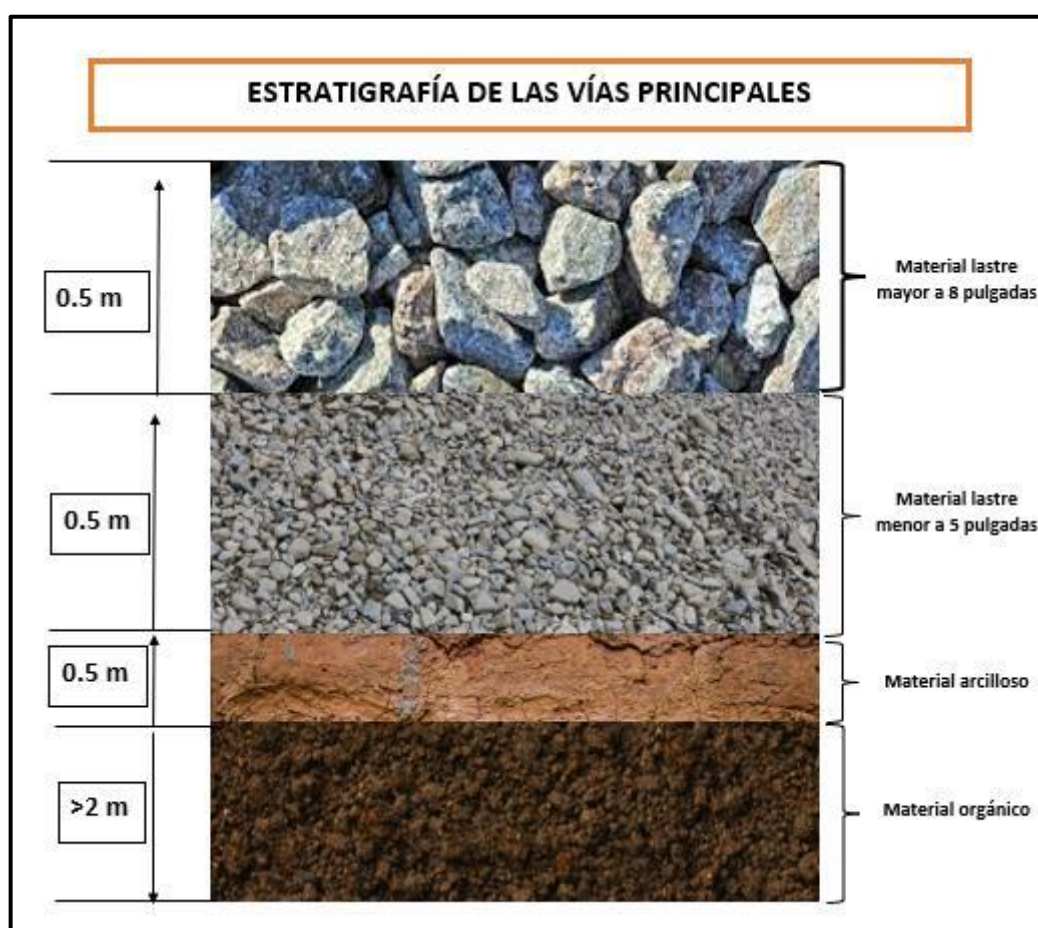 ESTRATIGRAFÍA DE LAS VÍAS PRINCIPALES
0.5 m
Material lastre
mayor a 8 pulgadas
0.5 m
Material lastre
menor a 5 pulgadas
0.5 m
Material arcilloso
>2 m
Material orgánico